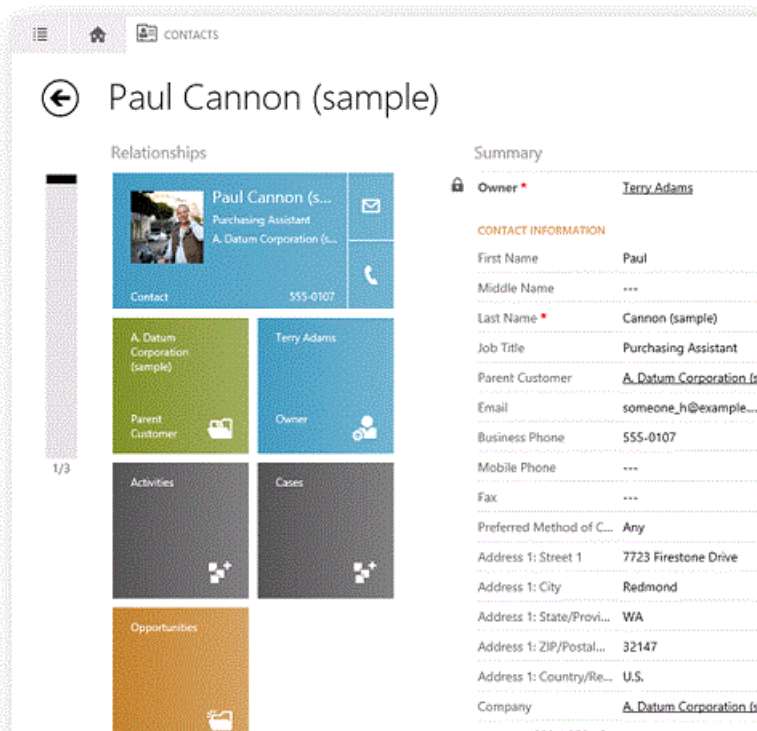 CONTACTS
Paul Cannon (sample)
Relationships
Paul Cannon (s...
Purchasing Assistant
A. Datum Corporation (s...
Contact 555-0107
A. Datum
Corporation
(sample)
Parent
Customer
Terry Adams
Owner
1/3
Activities
Cases
Opportunities
Summary
Owner * Terry Adams
CONTACT INFORMATION
First Name Paul
Middle Name ---
Last Name * Cannon (sample)
Job Title Purchasing Assistant
Parent Customer A. Datum Corporation (s
Email someone_h@example....
Business Phone 555-0107
Mobile Phone ---
Fax ---
Preferred Method of C... Any
Address 1: Street 1 7723 Firestone Drive
Address 1: City Redmond
Address 1: State/Provi... WA
Address 1: ZIP/Postal... 32147
Address 1: Country/Re... U.S.
Company A. Datum Corporation (s